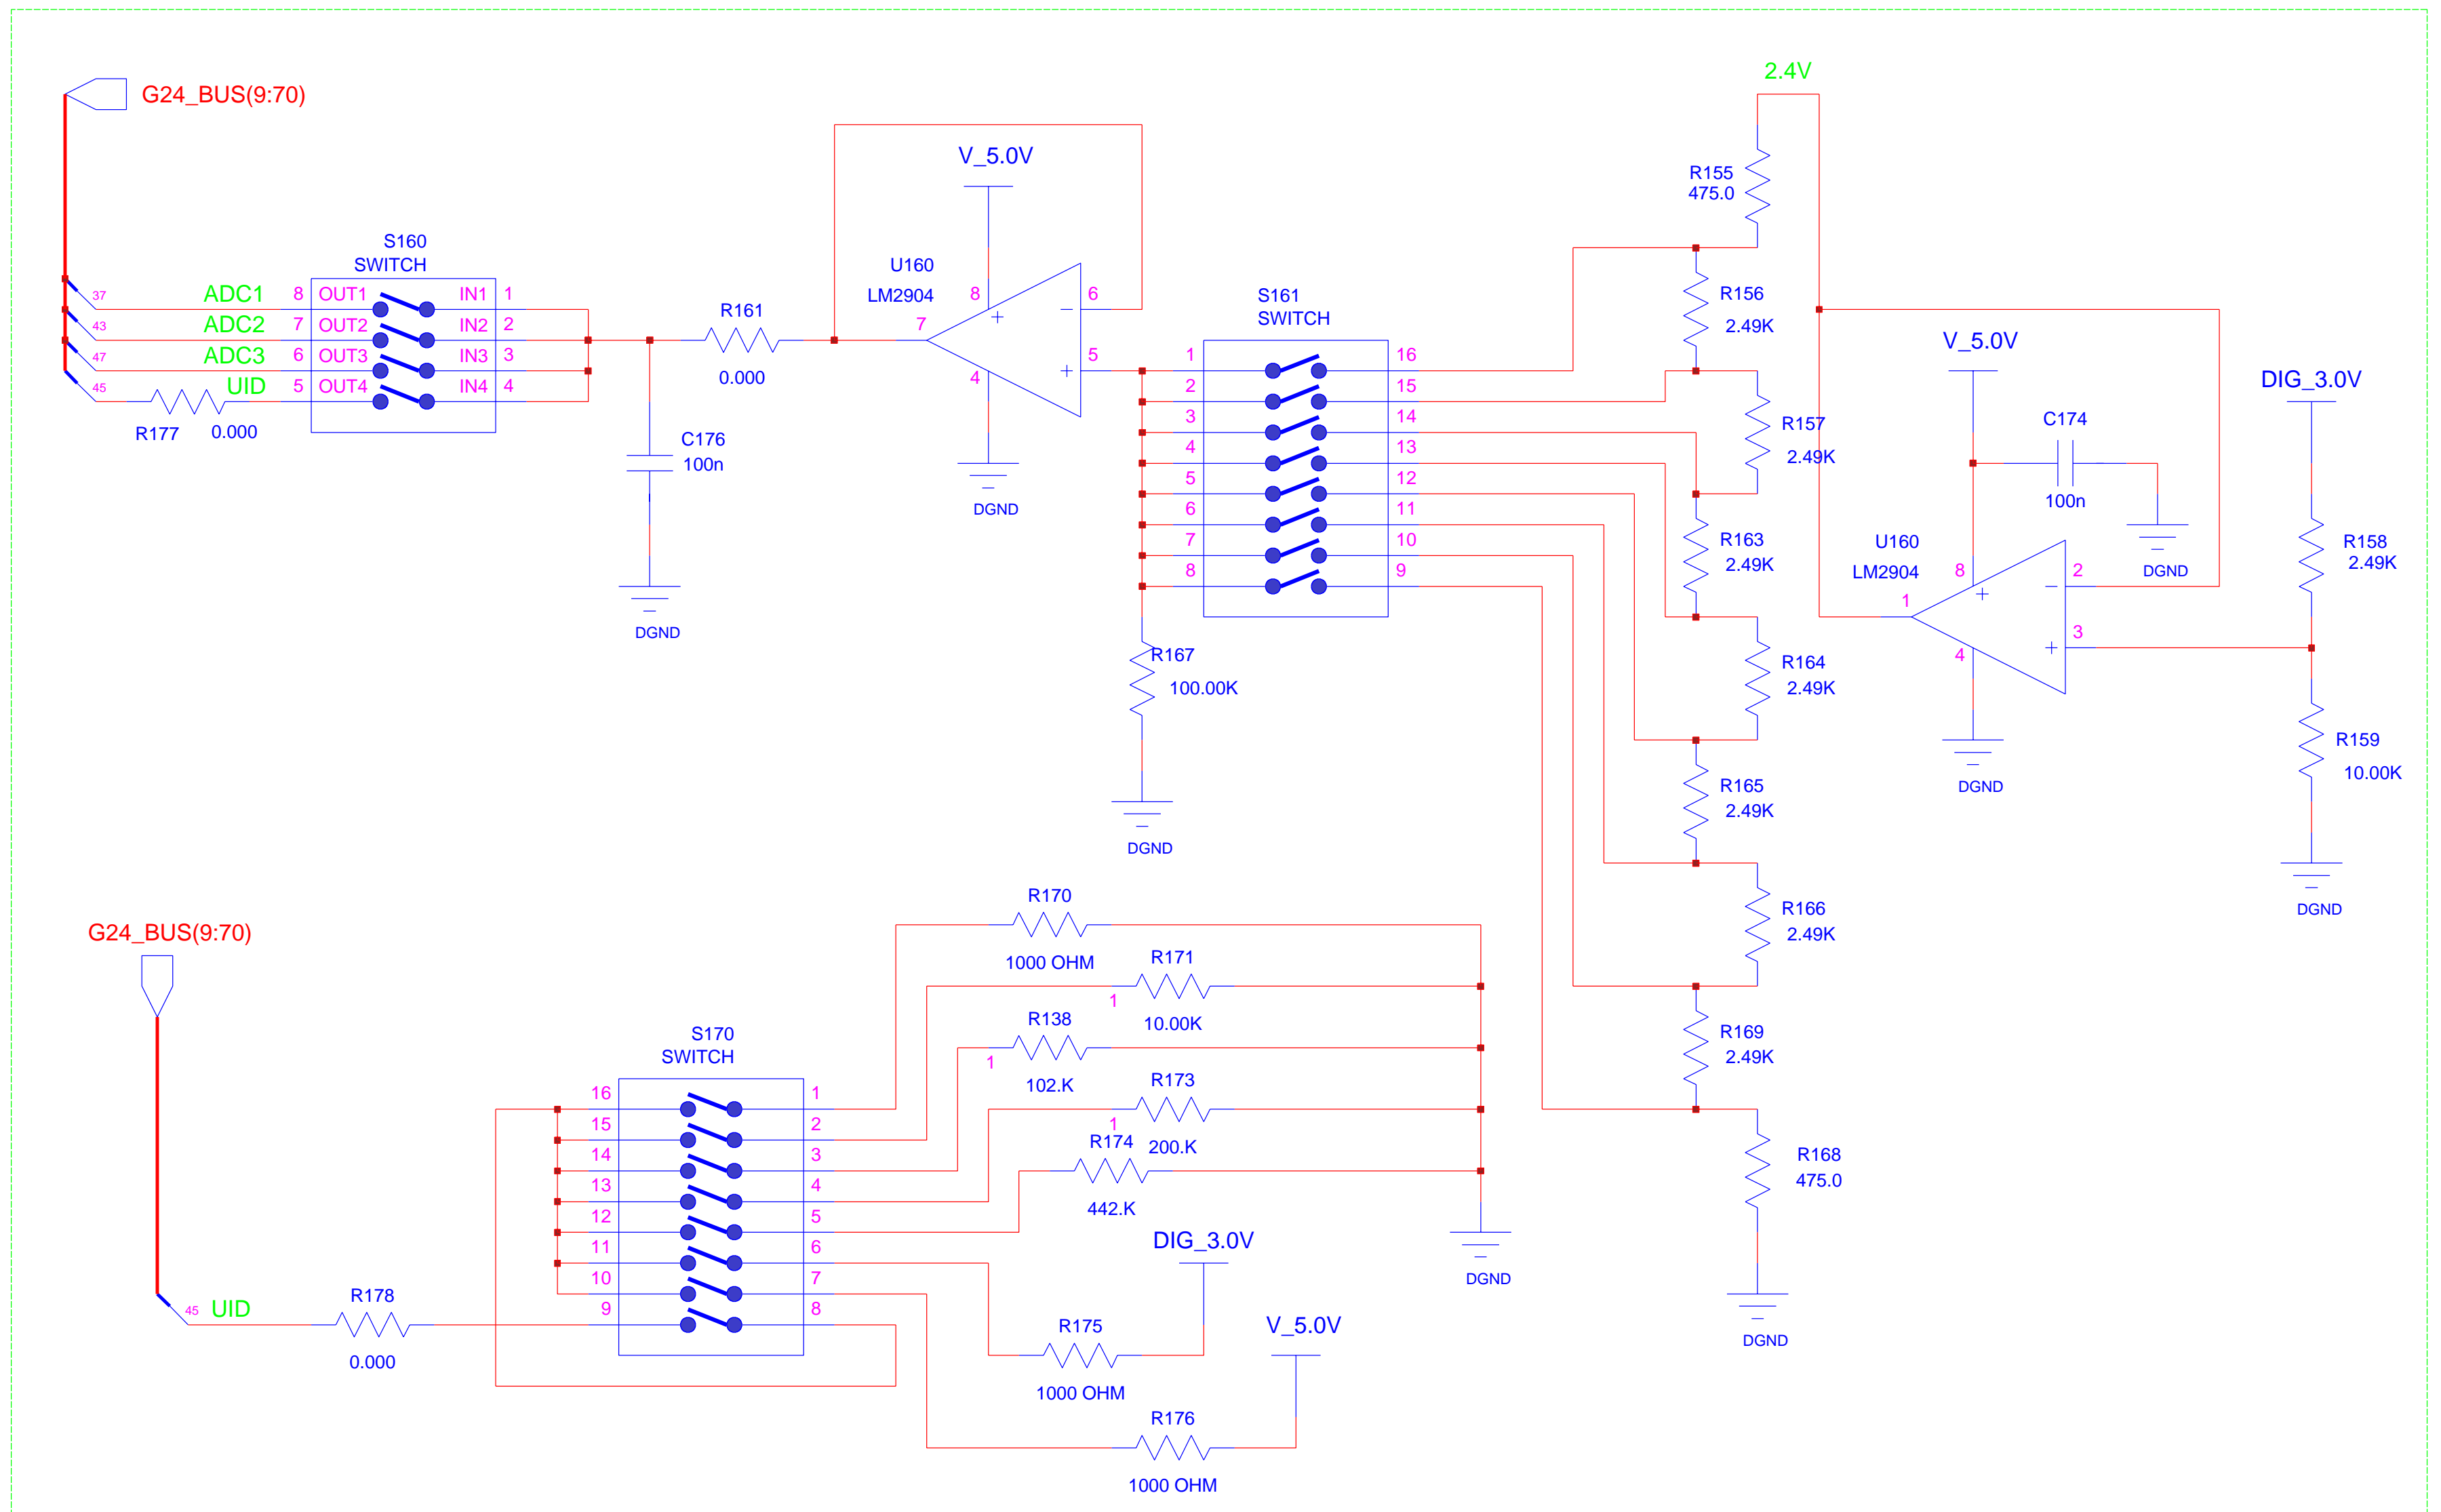 2.4V
G24_BUS(9:70)
V_5.0V
R155
475.0
S160
SWITCH
U160
LM2904
S161
SWITCH
R156
2.49K
37
ADC1
8
OUT1
IN1
1
43
ADC2
7
OUT2
IN2
2
47
ADC3
6
OUT3
IN3
3
45
UID
5
OUT4
IN4
4
R177
0.000
R161
0.000
C176
100n
DGND
8
+
7
6
−
5
+
4
DGND
1
16
2
15
3
14
4
13
5
12
6
11
7
10
8
9
R167
100.00K
DGND
R157
2.49K
R163
2.49K
R164
2.49K
R165
2.49K
R166
2.49K
R169
2.49K
R168
475.0
DGND
V_5.0V
C174
100n
DGND
U160
LM2904
8
+
1
2
−
3
+
4
DGND
DIG_3.0V
R158
2.49K
R159
10.00K
DGND
G24_BUS(9:70)
45
UID
R178
0.000
S170
SWITCH
16
1
15
2
14
3
13
4
12
5
11
6
10
7
9
8
R170
1000 OHM
R171
1
10.00K
R138
1
102.K
R173
1
200.K
R174
442.K
DGND
DIG_3.0V
R175
1000 OHM
V_5.0V
R176
1000 OHM